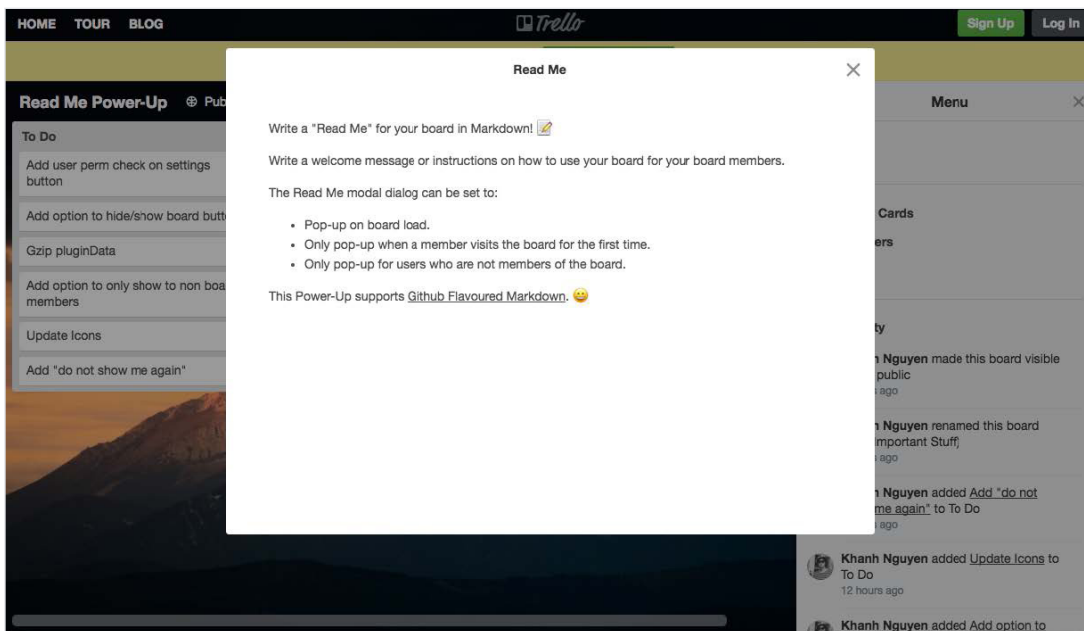 HOME TOUR BLOG
Trello
Sign Up Log In
Read Me
Read Me Power-Up Pub
Menu
To Do
Add user perm check on settings
button
Add option to hide/show board butt
Gzip pluginData
Add option to only show to non boa
members
Update Icons
Add "do not show me again"
Write a "Read Me" for your board in Markdown! 📝
Write a welcome message or instructions on how to use your board for your board members.
The Read Me modal dialog can be set to:
• Pop-up on board load.
• Only pop-up when a member visits the board for the first time.
• Only pop-up for users who are not members of the board.
This Power-Up supports Github Flavoured Markdown. 😀
Cards
ers
ty
Nguyen made this board visible
public
ago
Nguyen renamed this board
Important Stuff)
ago
Nguyen added Add "do not
me again" to To Do
ago
Khanh Nguyen added Update Icons to
To Do
12 hours ago
Khanh Nguyen added Add option to